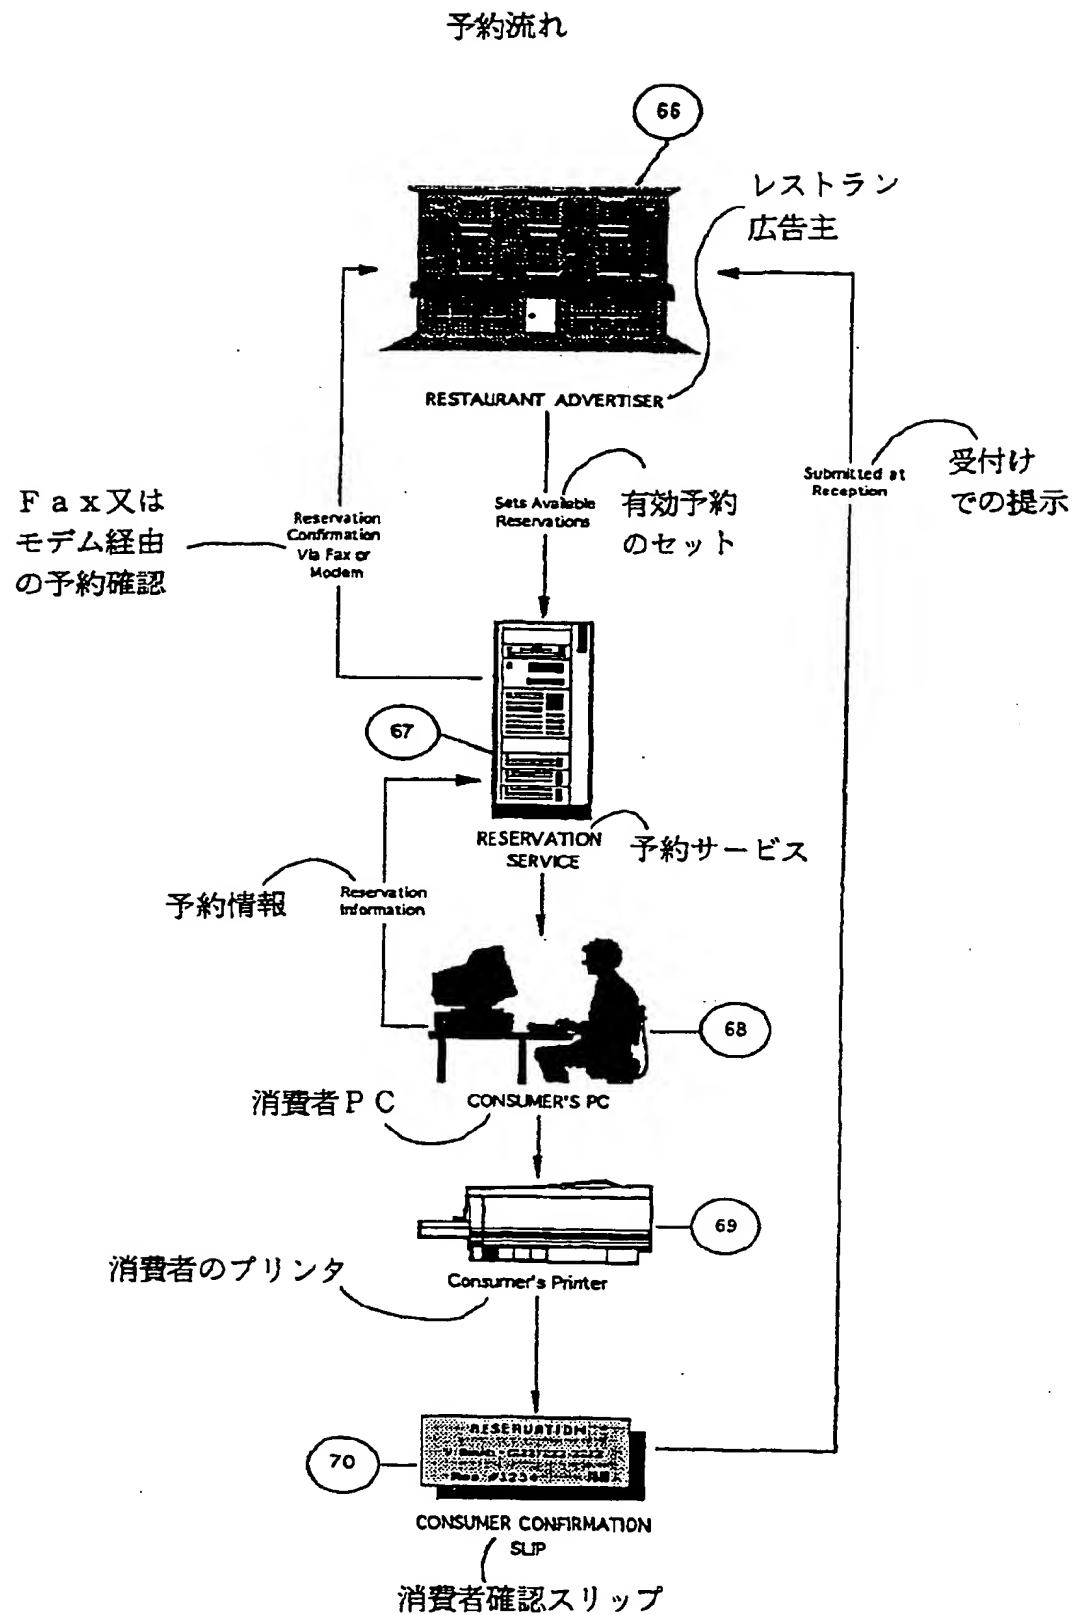 予約流れ
66
レストラン
広告主
RESTAURANT ADVERTISER
Submitted at
Reception
受付け
での提示
Sets Available
Reservations
有効予約
のセット
Fax又は
モデム経由
の予約確認
Reservation
Confirmation
Via Fax or
Modem
67
RESERVATION
SERVICE
予約サービス
予約情報
Reservation
Information
68
消費者PC
CONSUMER'S PC
69
消費者のプリンタ
Consumer's Printer
RESERVATION
Res #1234
70
CONSUMER CONFIRMATION
SLIP
消費者確認スリップ